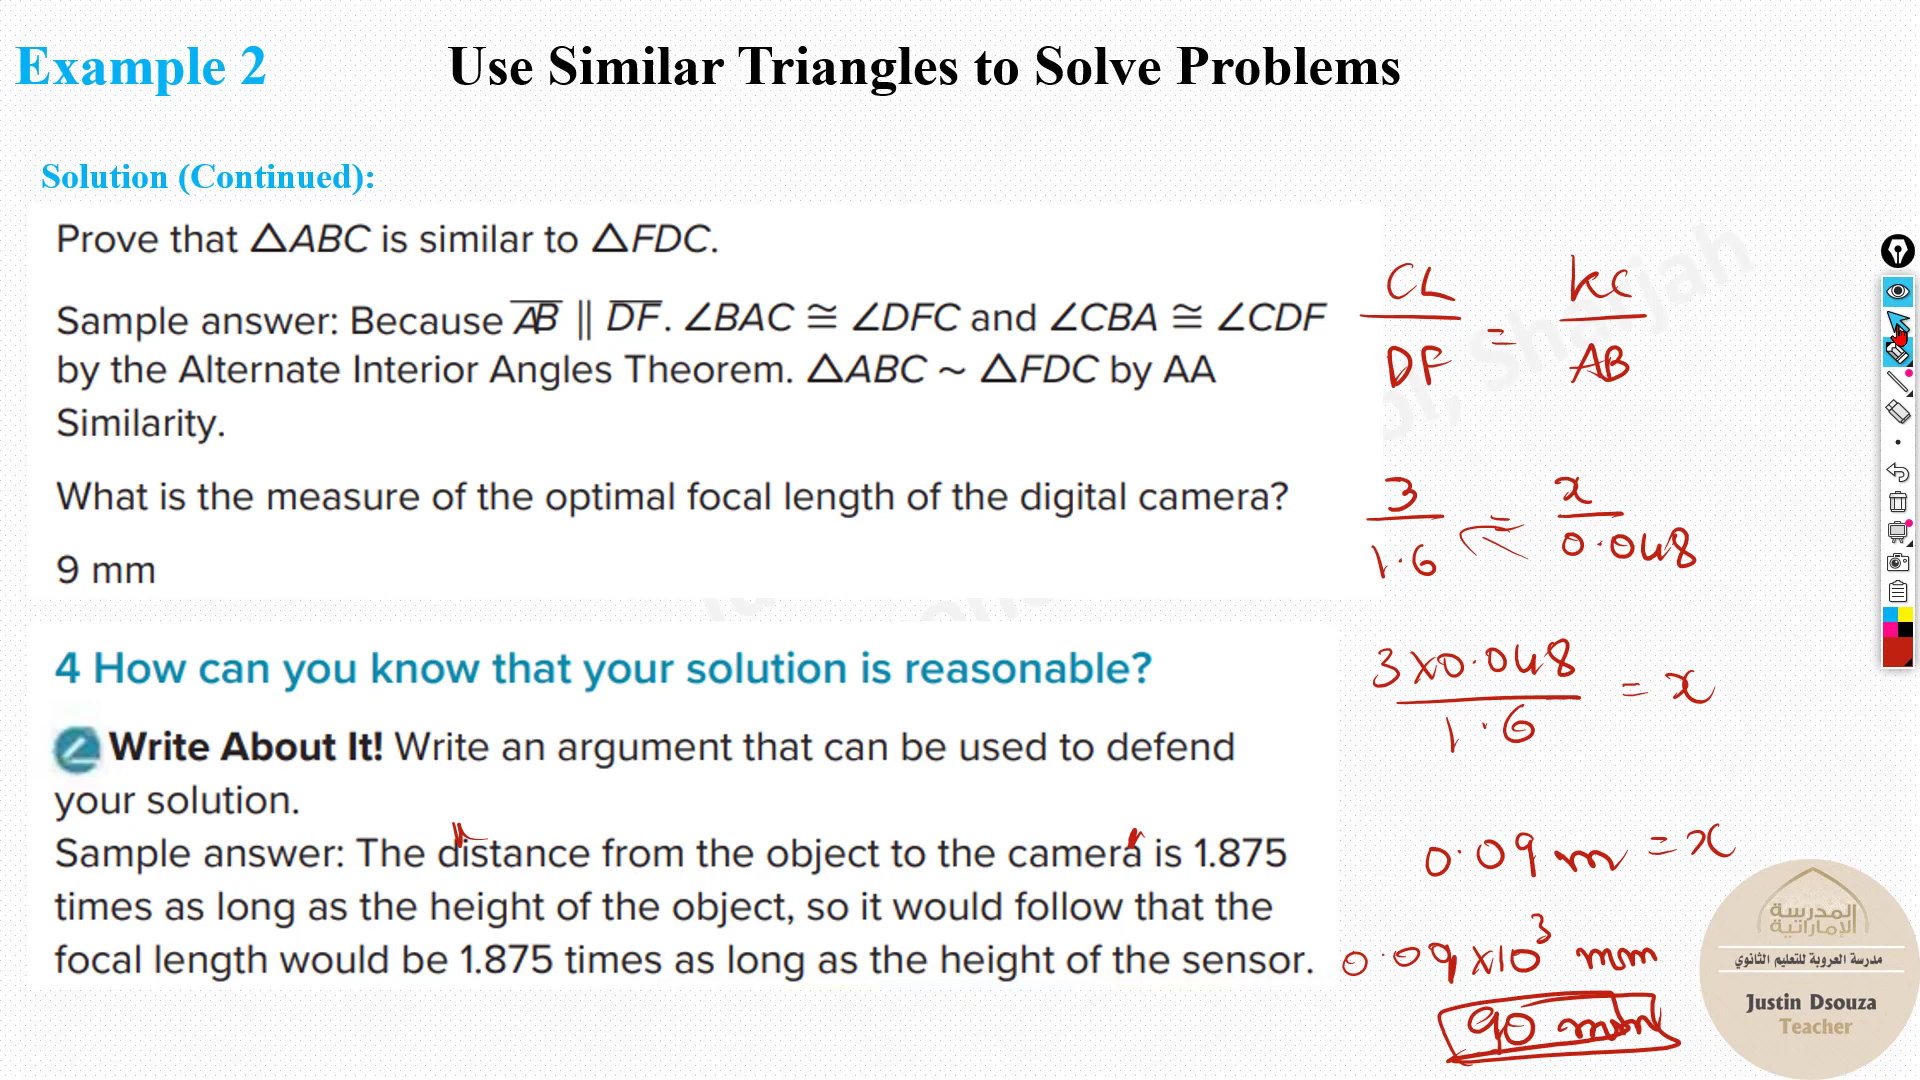 Example 2
Use Similar Triangles to Solve Problems
Solution (Continued):
Prove that △ABC is similar to △FDC.
Sample answer: Because A̅B̅ ∥ D̅F̅. ∠BAC ≅ ∠DFC and ∠CBA ≅ ∠CDF
by the Alternate Interior Angles Theorem. △ABC ~ △FDC by AA
Similarity.
What is the measure of the optimal focal length of the digital camera?
9 mm
4 How can you know that your solution is reasonable?
Write About It! Write an argument that can be used to defend
your solution.
Sample answer: The distance from the object to the camera is 1.875
times as long as the height of the object, so it would follow that the
focal length would be 1.875 times as long as the height of the sensor.
CL/DF = KC/AB
3/1.6 = x/0.048
3×0.048/1.6 = x
0.09 m = x
0.09 ×10³ mm
90 mm
المدرسة
الإماراتية
مدرسة العروبة للتعليم الثانوي
Justin Dsouza
Teacher